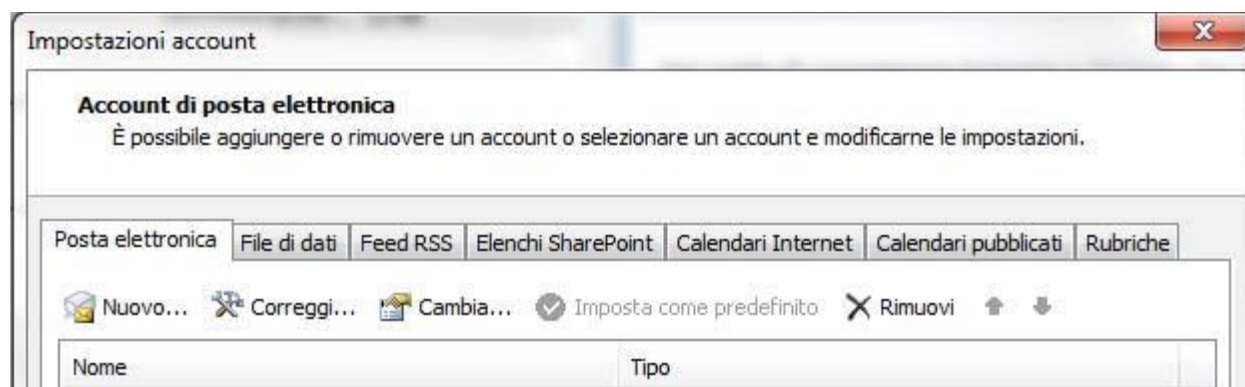 Impostazioni account
Account di posta elettronica
È possibile aggiungere o rimuovere un account o selezionare un account e modificarne le impostazioni.
Posta elettronica File di dati Feed RSS Elenchi SharePoint Calendari Internet Calendari pubblicati Rubriche
Nuovo... Correggi... Cambia... Imposta come predefinito Rimuovi
Nome Tipo